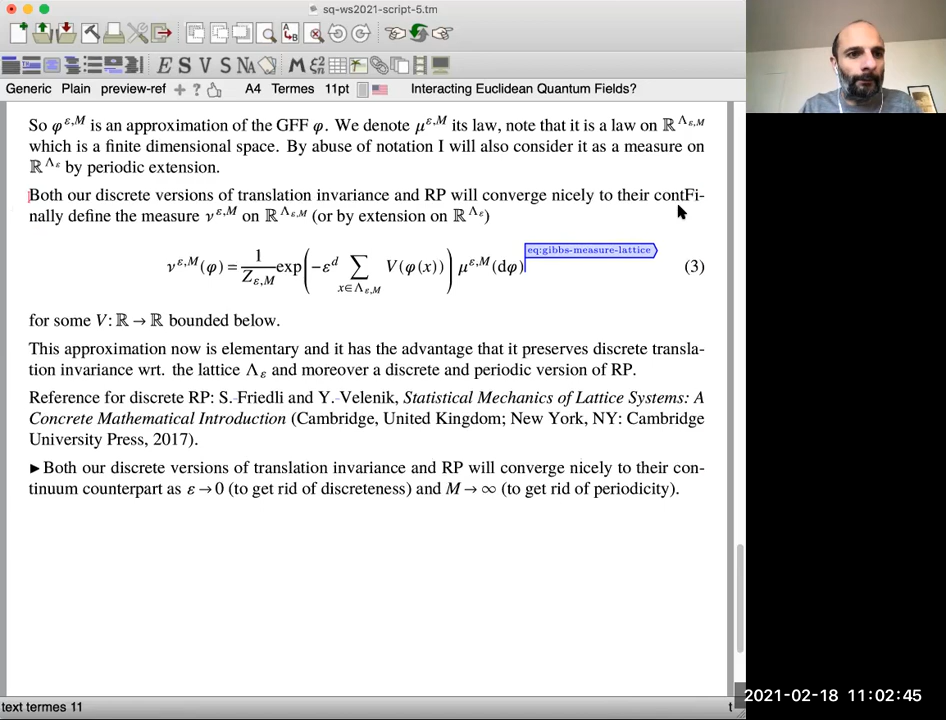 sq-ws2021-script-5.tm
Generic Plain preview-ref A4 Termes 11pt Interacting Euclidean Quantum Fields?
So φ^{ε,M} is an approximation of the GFF φ. We denote μ^{ε,M} its law, note that it is a law on ℝ^{Λ_{ε,M}}
which is a finite dimensional space. By abuse of notation I will also consider it as a measure on
ℝ^{Λ_ε} by periodic extension.
Both our discrete versions of translation invariance and RP will converge nicely to their contFi-
nally define the measure ν^{ε,M} on ℝ^{Λ_{ε,M}} (or by extension on ℝ^{Λ_ε})
eq:gibbs-measure-lattice
ν^{ε,M}(φ) = 1/Z_{ε,M} exp(−ε^d ∑_{x∈Λ_{ε,M}} V(φ(x))) μ^{ε,M}(dφ) (3)
for some V: ℝ → ℝ bounded below.
This approximation now is elementary and it has the advantage that it preserves discrete transla-
tion invariance wrt. the lattice Λ_ε and moreover a discrete and periodic version of RP.
Reference for discrete RP: S. Friedli and Y. Velenik, Statistical Mechanics of Lattice Systems: A
Concrete Mathematical Introduction (Cambridge, United Kingdom; New York, NY: Cambridge
University Press, 2017).
▶ Both our discrete versions of translation invariance and RP will converge nicely to their con-
tinuum counterpart as ε → 0 (to get rid of discreteness) and M → ∞ (to get rid of periodicity).
text termes 11
2021-02-18 11:02:45